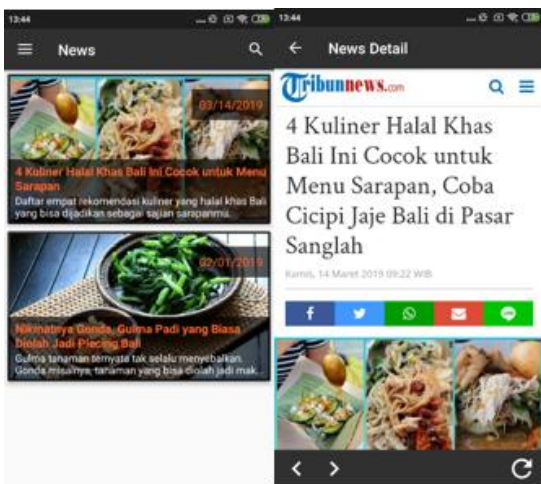 13:44
News
03/14/2019
4 Kuliner Halal Khas Bali Ini Cocok untuk Menu
Sarapan
Daftar empat rekomendasi kuliner yang halal khas Bali
yang bisa dijadikan sebagai sajian sarapanmu.
02/01/2019
Nikmatnya Gonda, Gulma Padi yang Biasa
Diolah Jadi Plecing Bali
Gulma tanaman ternyata tak selalu menyebalkan.
Gonda misalnya, tanaman yang bisa diolah jadi mak...
13:44
News Detail
Tribunnews.com
4 Kuliner Halal Khas
Bali Ini Cocok untuk
Menu Sarapan, Coba
Cicipi Jaje Bali di Pasar
Sanglah
Kamis, 14 Maret 2019 09:22 WIB